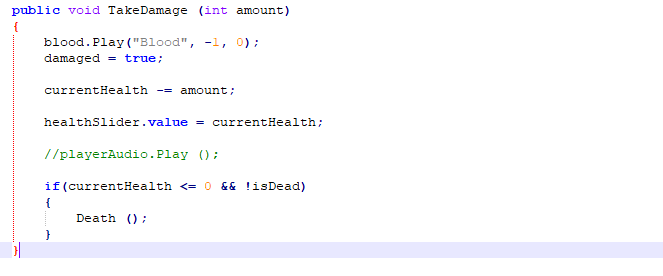 public void TakeDamage (int amount)
{
blood.Play("Blood", -1, 0);
damaged = true;
currentHealth -= amount;
healthSlider.value = currentHealth;
//playerAudio.Play ();
if(currentHealth <= 0 && !isDead)
{
Death ();
}
}